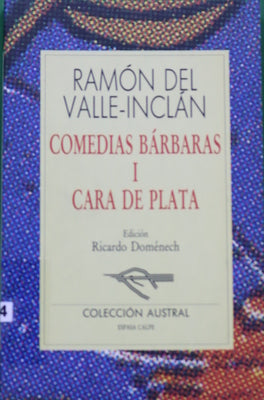 RAMÓN DEL
VALLE-INCLÁN
COMEDIAS BÁRBARAS
I
CARA DE PLATA
Edición
Ricardo Doménech
COLECCIÓN AUSTRAL
ESPASA CALPE
4